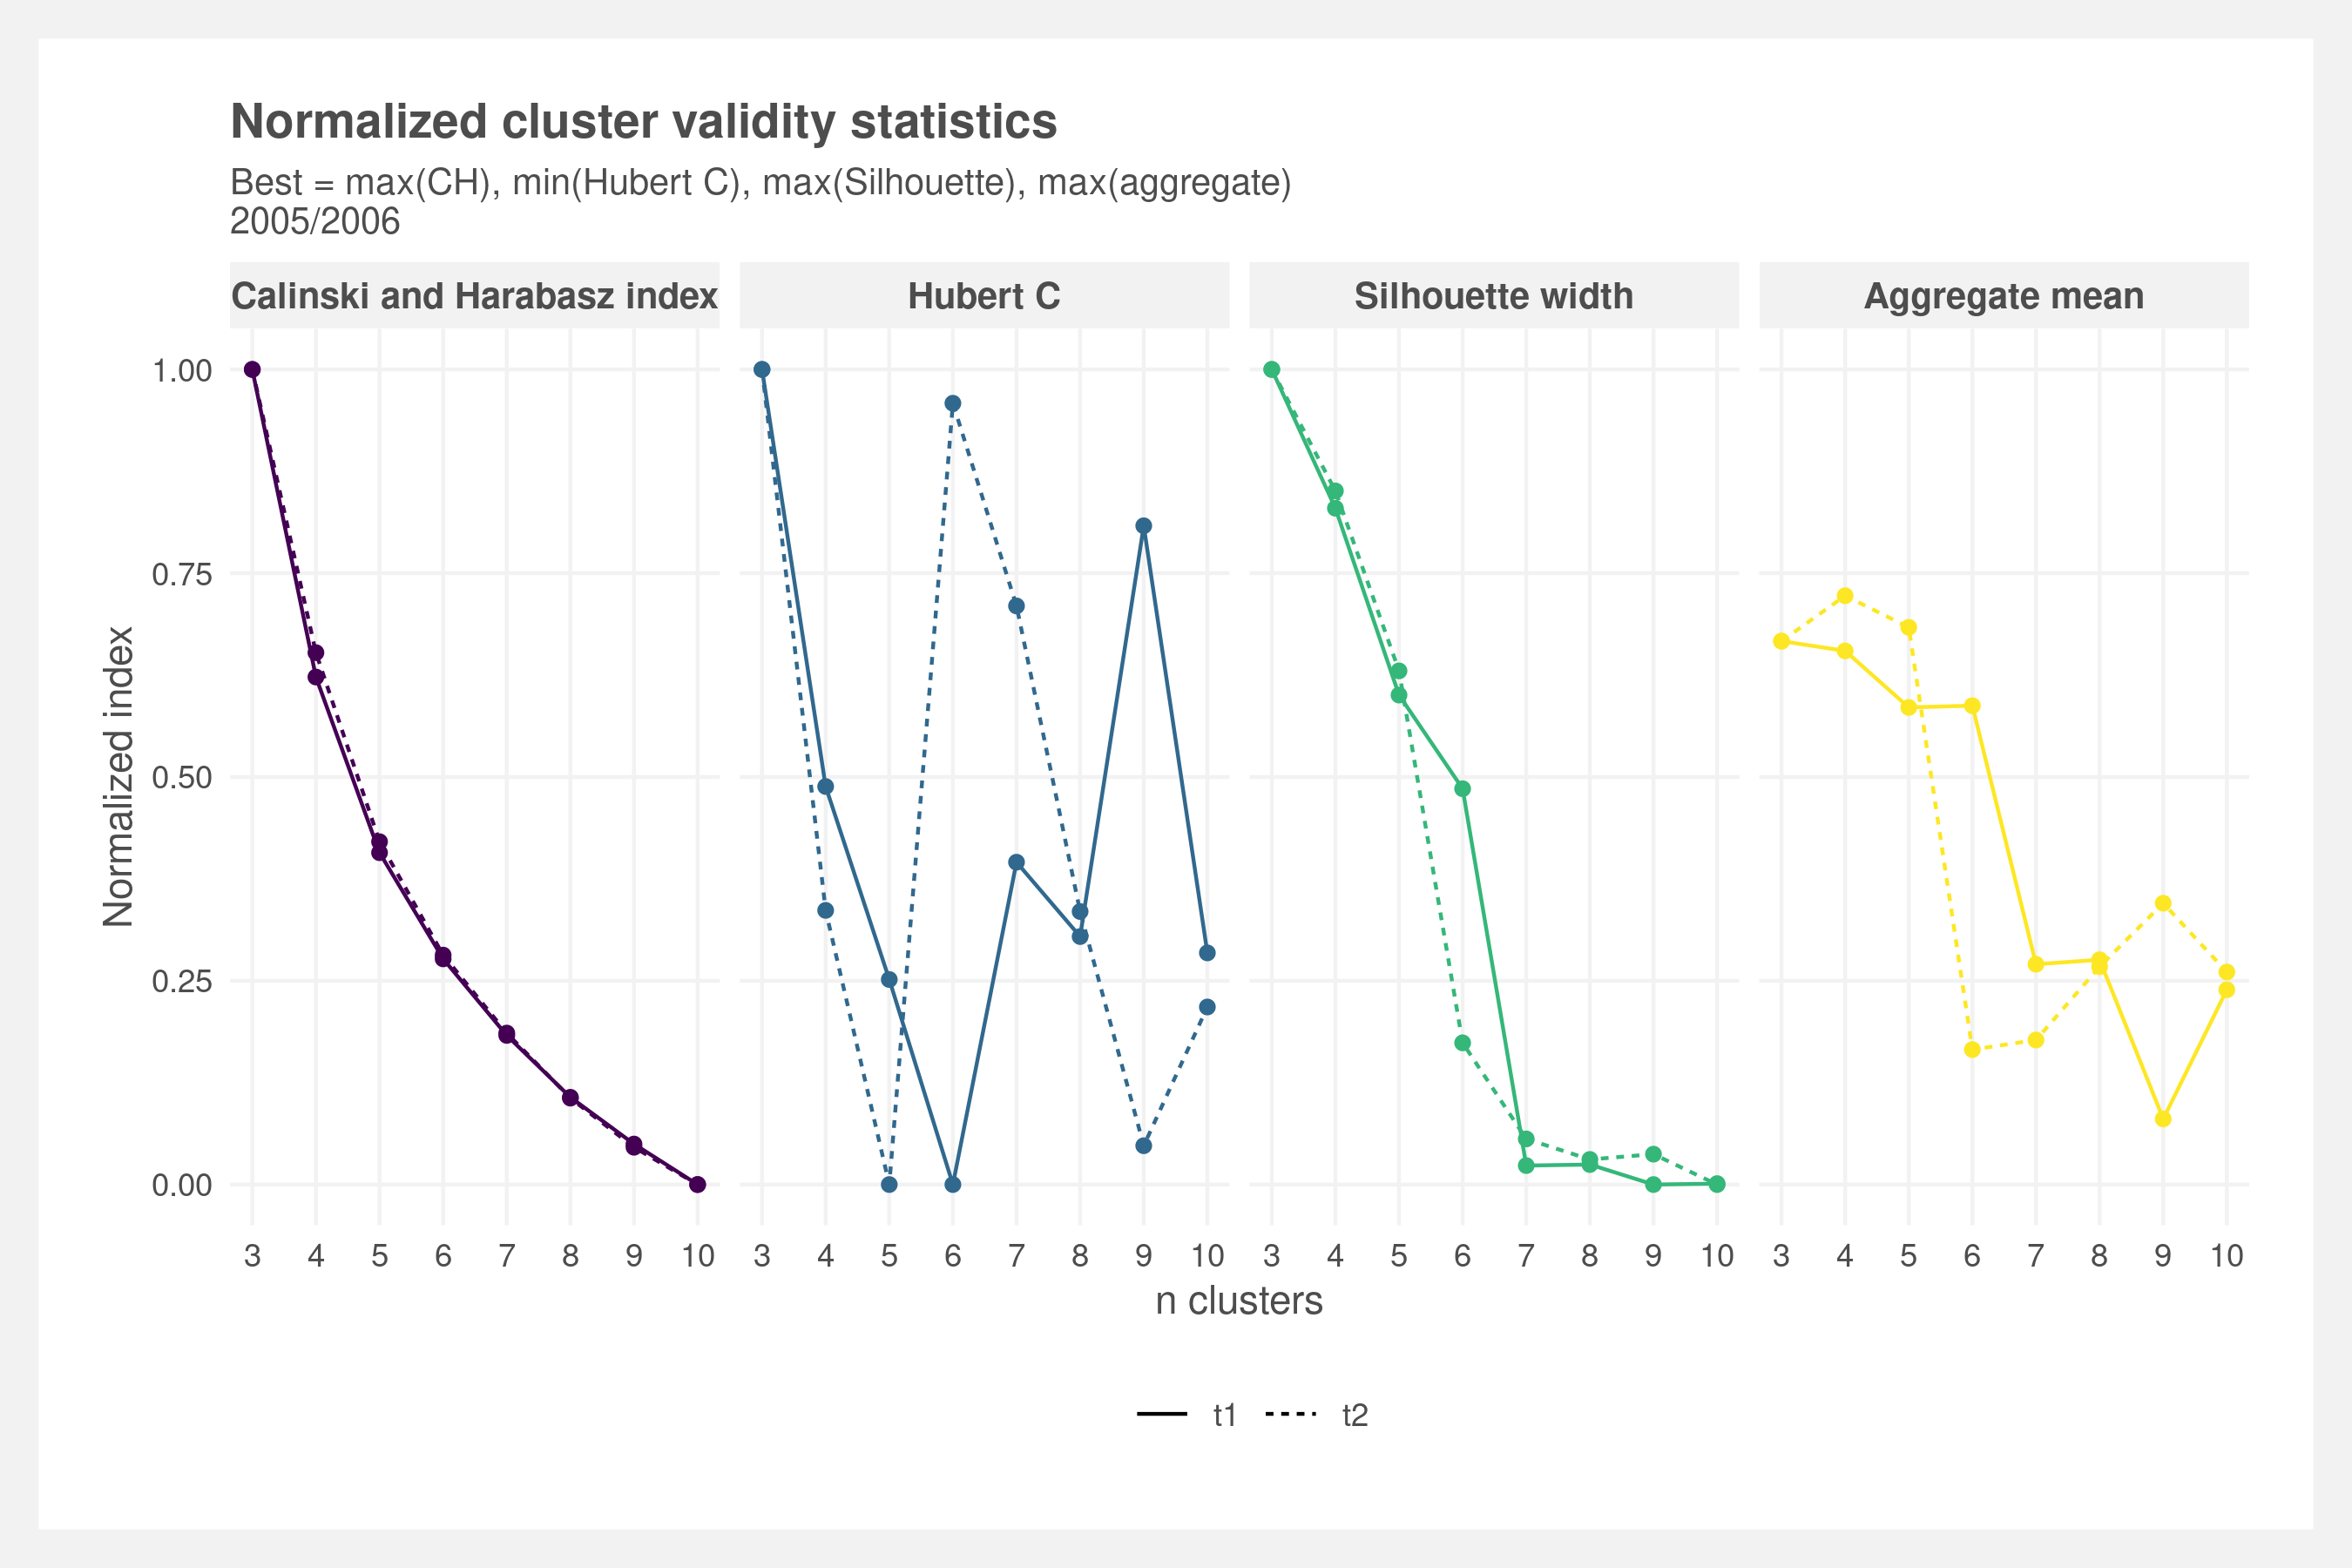 Normalized cluster validity statistics
Best = max(CH), min(Hubert C), max(Silhouette), max(aggregate)
2005/2006
Calinski and Harabasz index
Hubert C
Silhouette width
Aggregate mean
Normalized index
1.00
0.75
0.50
0.25
0.00
3 4 5 6 7 8 9 10
3 4 5 6 7 8 9 10
3 4 5 6 7 8 9 10
3 4 5 6 7 8 9 10
n clusters
t1 t2